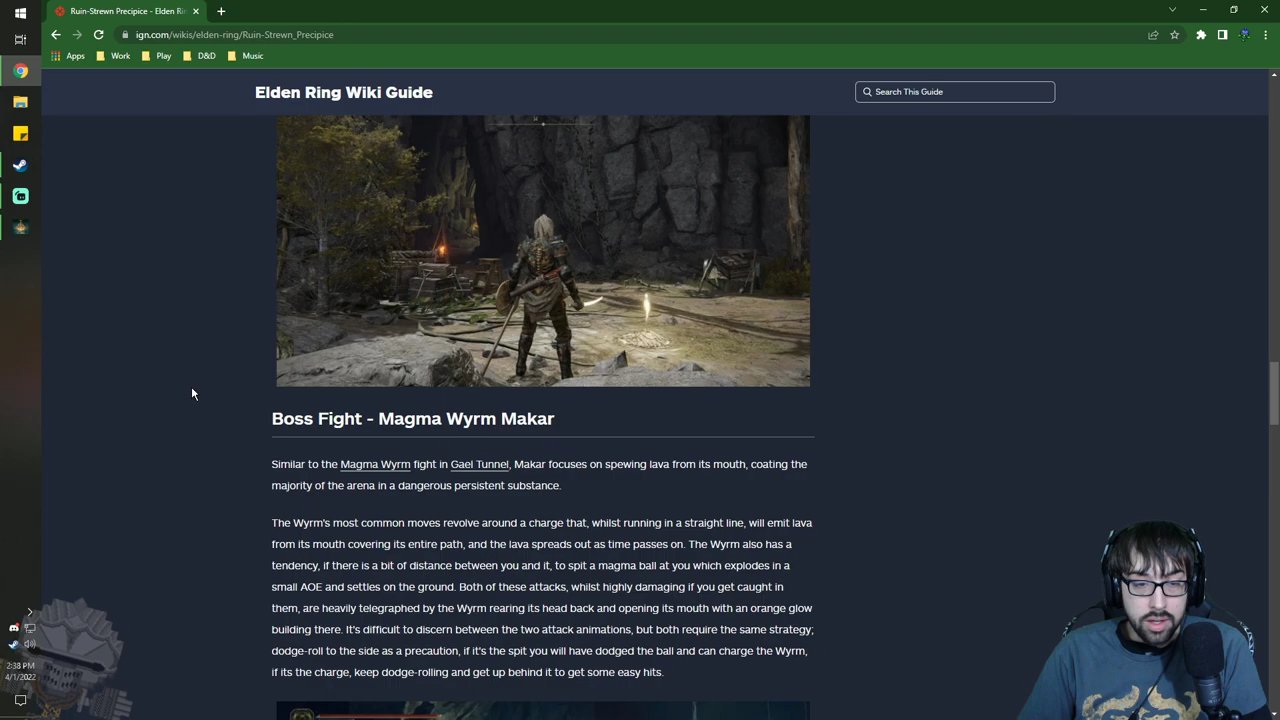 Ruin-Strewn Precipice - Elden Rin
ign.com/wikis/elden-ring/Ruin-Strewn_Precipice
Apps Work Play D&D Music
Elden Ring Wiki Guide
Search This Guide
Boss Fight - Magma Wyrm Makar
Similar to the Magma Wyrm fight in Gael Tunnel, Makar focuses on spewing lava from its mouth, coating the
majority of the arena in a dangerous persistent substance.
The Wyrm's most common moves revolve around a charge that, whilst running in a straight line, will emit lava
from its mouth covering its entire path, and the lava spreads out as time passes on. The Wyrm also has a
tendency, if there is a bit of distance between you and it, to spit a magma ball at you which explodes in a
small AOE and settles on the ground. Both of these attacks, whilst highly damaging if you get caught in
them, are heavily telegraphed by the Wyrm rearing its head back and opening its mouth with an orange glow
building there. It's difficult to discern between the two attack animations, but both require the same strategy;
dodge-roll to the side as a precaution, if it's the spit you will have dodged the ball and can charge the Wyrm,
if its the charge, keep dodge-rolling and get up behind it to get some easy hits.
2:38 PM
4/1/2022